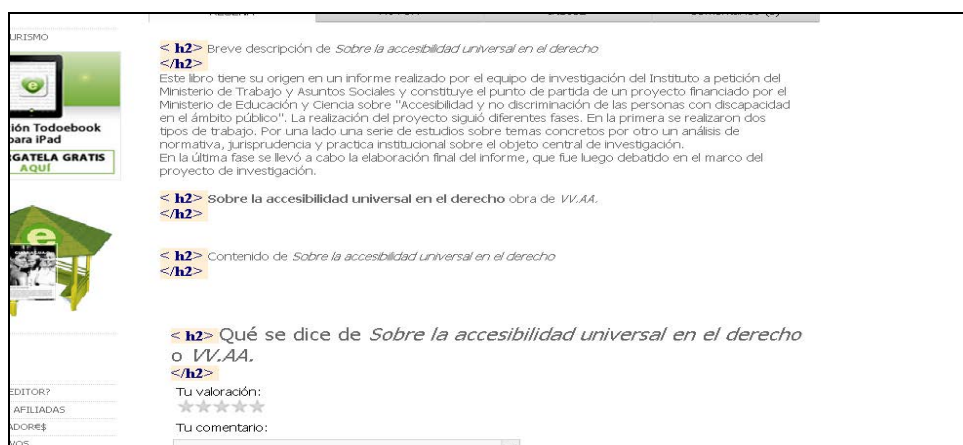 URISMO
ión Todoebook
para iPad
GATELA GRATIS
AQUÍ
EDITOR?
AFILIADAS
ADOR€$
VOS
< h2> Breve descripción de Sobre la accesibilidad universal en el derecho
</h2>
Este libro tiene su origen en un informe realizado por el equipo de investigación del Instituto a petición del
Ministerio de Trabajo y Asuntos Sociales y constituye el punto de partida de un proyecto financiado por el
Ministerio de Educación y Ciencia sobre "Accesibilidad y no discriminación de las personas con discapacidad
en el ámbito público". La realización del proyecto siguió diferentes fases. En la primera se realizaron dos
tipos de trabajo. Por una lado una serie de estudios sobre temas concretos por otro un análisis de
normativa, jurisprudencia y practica institucional sobre el objeto central de investigación.
En la última fase se llevó a cabo la elaboración final del informe, que fue luego debatido en el marco del
proyecto de investigación.
< h2> Sobre la accesibilidad universal en el derecho obra de VV.AA.
</h2>
< h2> Contenido de Sobre la accesibilidad universal en el derecho
</h2>
< h2> Qué se dice de Sobre la accesibilidad universal en el derecho
o VV.AA.
</h2>
Tu valoración:
Tu comentario: